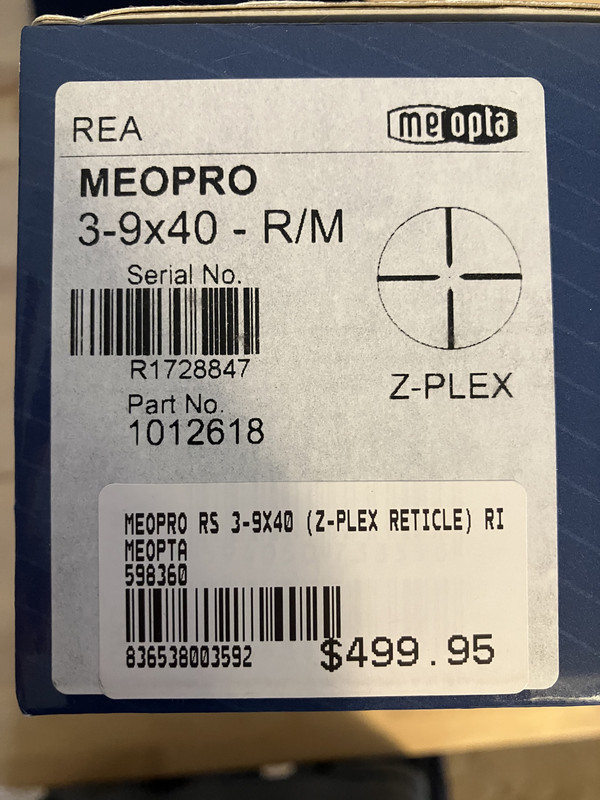 REA
meopta
MEOPRO
3-9x40 - R/M
Serial No.
R1728847
Z-PLEX
Part No.
1012618
MEOPRO RS 3-9X40 (Z-PLEX RETICLE) RI
MEOPTA
598360
836538003592
$499.95